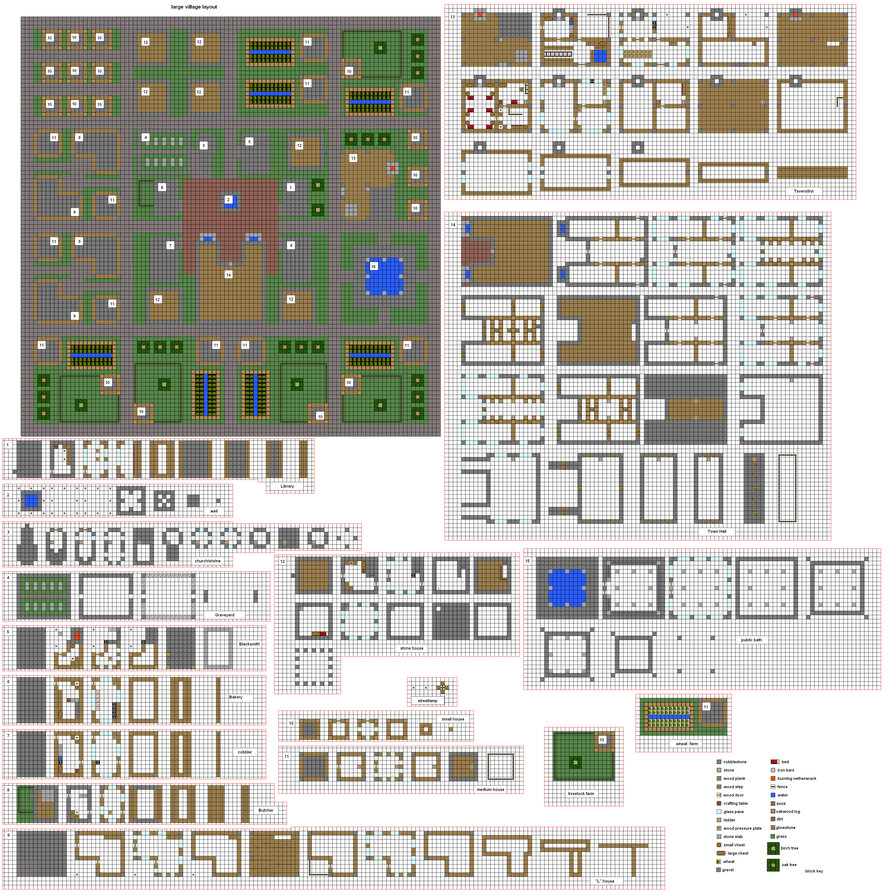 large village layout
13
10 10 10 12 12 11
10
10 10 10
12 12 11 11
10 10 10
11 9 4 3 5 12 10
13
8 2 1 10
9 11 10
11 9 7 6 15
14
11 12 12
9
11 11 11 11
10 10 10
10 10
Tavern/Inn
14
Town Hall
1
Library
2
well
3
church/shrine
4
Graveyard
5
Blacksmith
6
Bakery
7
cobbler
8
Butcher
9
"L" house
12
stone house
streetlamp
10
small house
11
medium house
15
public bath
11
wheat farm
10
livestock farm
cobblestone
stone
wood plank
wood step
wood door
crafting table
glass pane
ladder
wood pressure plate
stone slab
small chest
large chest
wheat
gravel
bed
iron bars
burning netherrack
fence
water
brick
oakwood log
dirt
glowstone
grass
birch tree
oak tree
block key